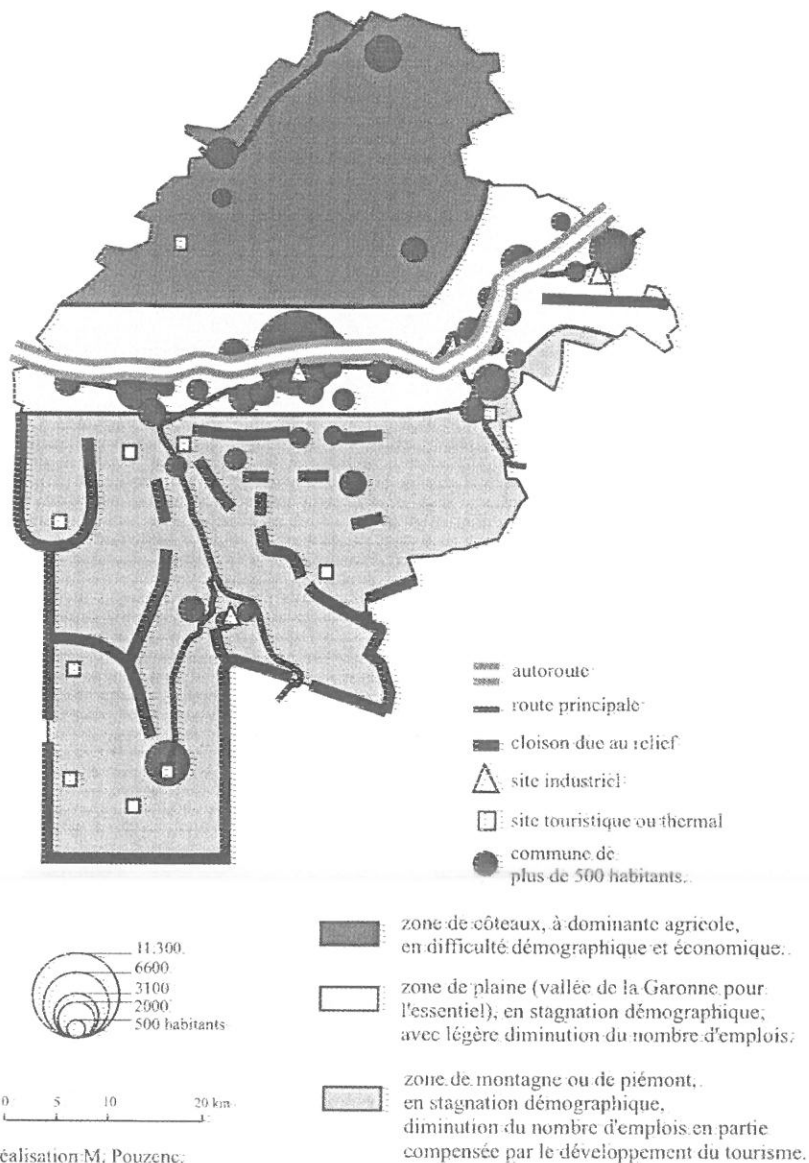 autoroute
route principale
cloison due au relief
site industriel
site touristique ou thermal
commune de
plus de 500 habitants.
11.300
6600
3100
2000
500 habitants
zone de côteaux, à dominante agricole,
en difficulté démographique et économique.
zone de plaine (vallée de la Garonne pour
l'essentiel), en stagnation démographique,
avec légère diminution du nombre d'emplois.
zone de montagne ou de piémont,
en stagnation démographique,
diminution du nombre d'emplois en partie
compensée par le développement du tourisme.
0 5 10 20 km
éalisation M. Pouzenc.